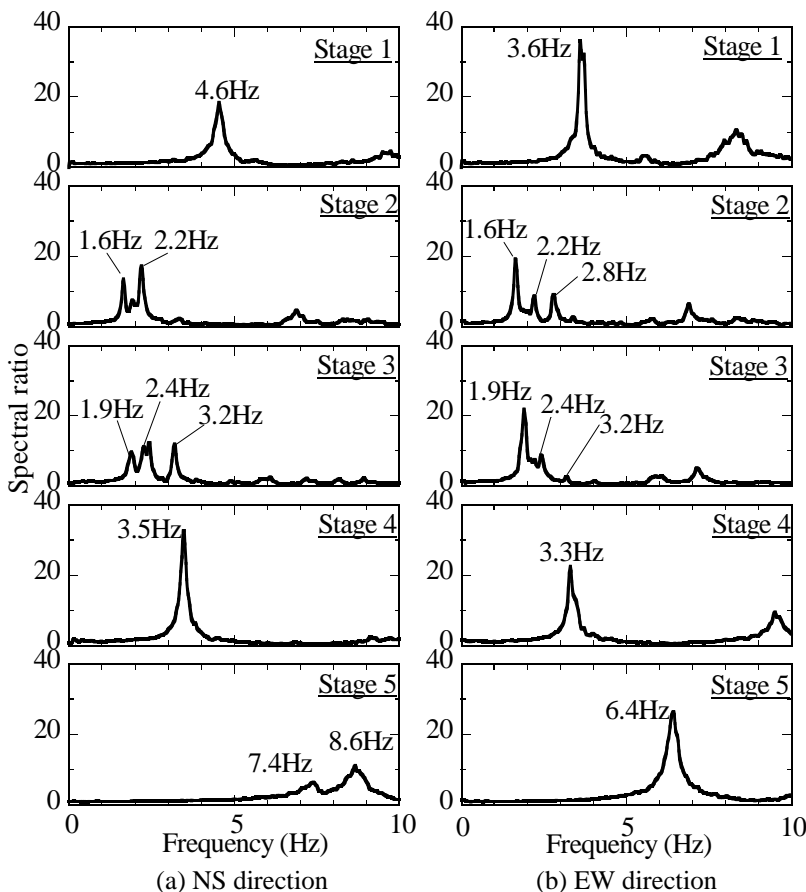 40
Stage 1
4.6Hz
20
0
40
Stage 2
1.6Hz
2.2Hz
20
0
40
Stage 3
2.4Hz
1.9Hz
3.2Hz
20
0
40
Stage 4
3.5Hz
20
0
40
Stage 5
20
8.6Hz
7.4Hz
0
0
5
10
Frequency (Hz)
(a) NS direction
Spectral ratio
40
3.6Hz
Stage 1
20
0
40
Stage 2
1.6Hz
2.2Hz
2.8Hz
20
0
40
Stage 3
1.9Hz
2.4Hz
3.2Hz
20
0
40
Stage 4
3.3Hz
20
0
40
Stage 5
6.4Hz
20
0
0
5
10
Frequency (Hz)
(b) EW direction